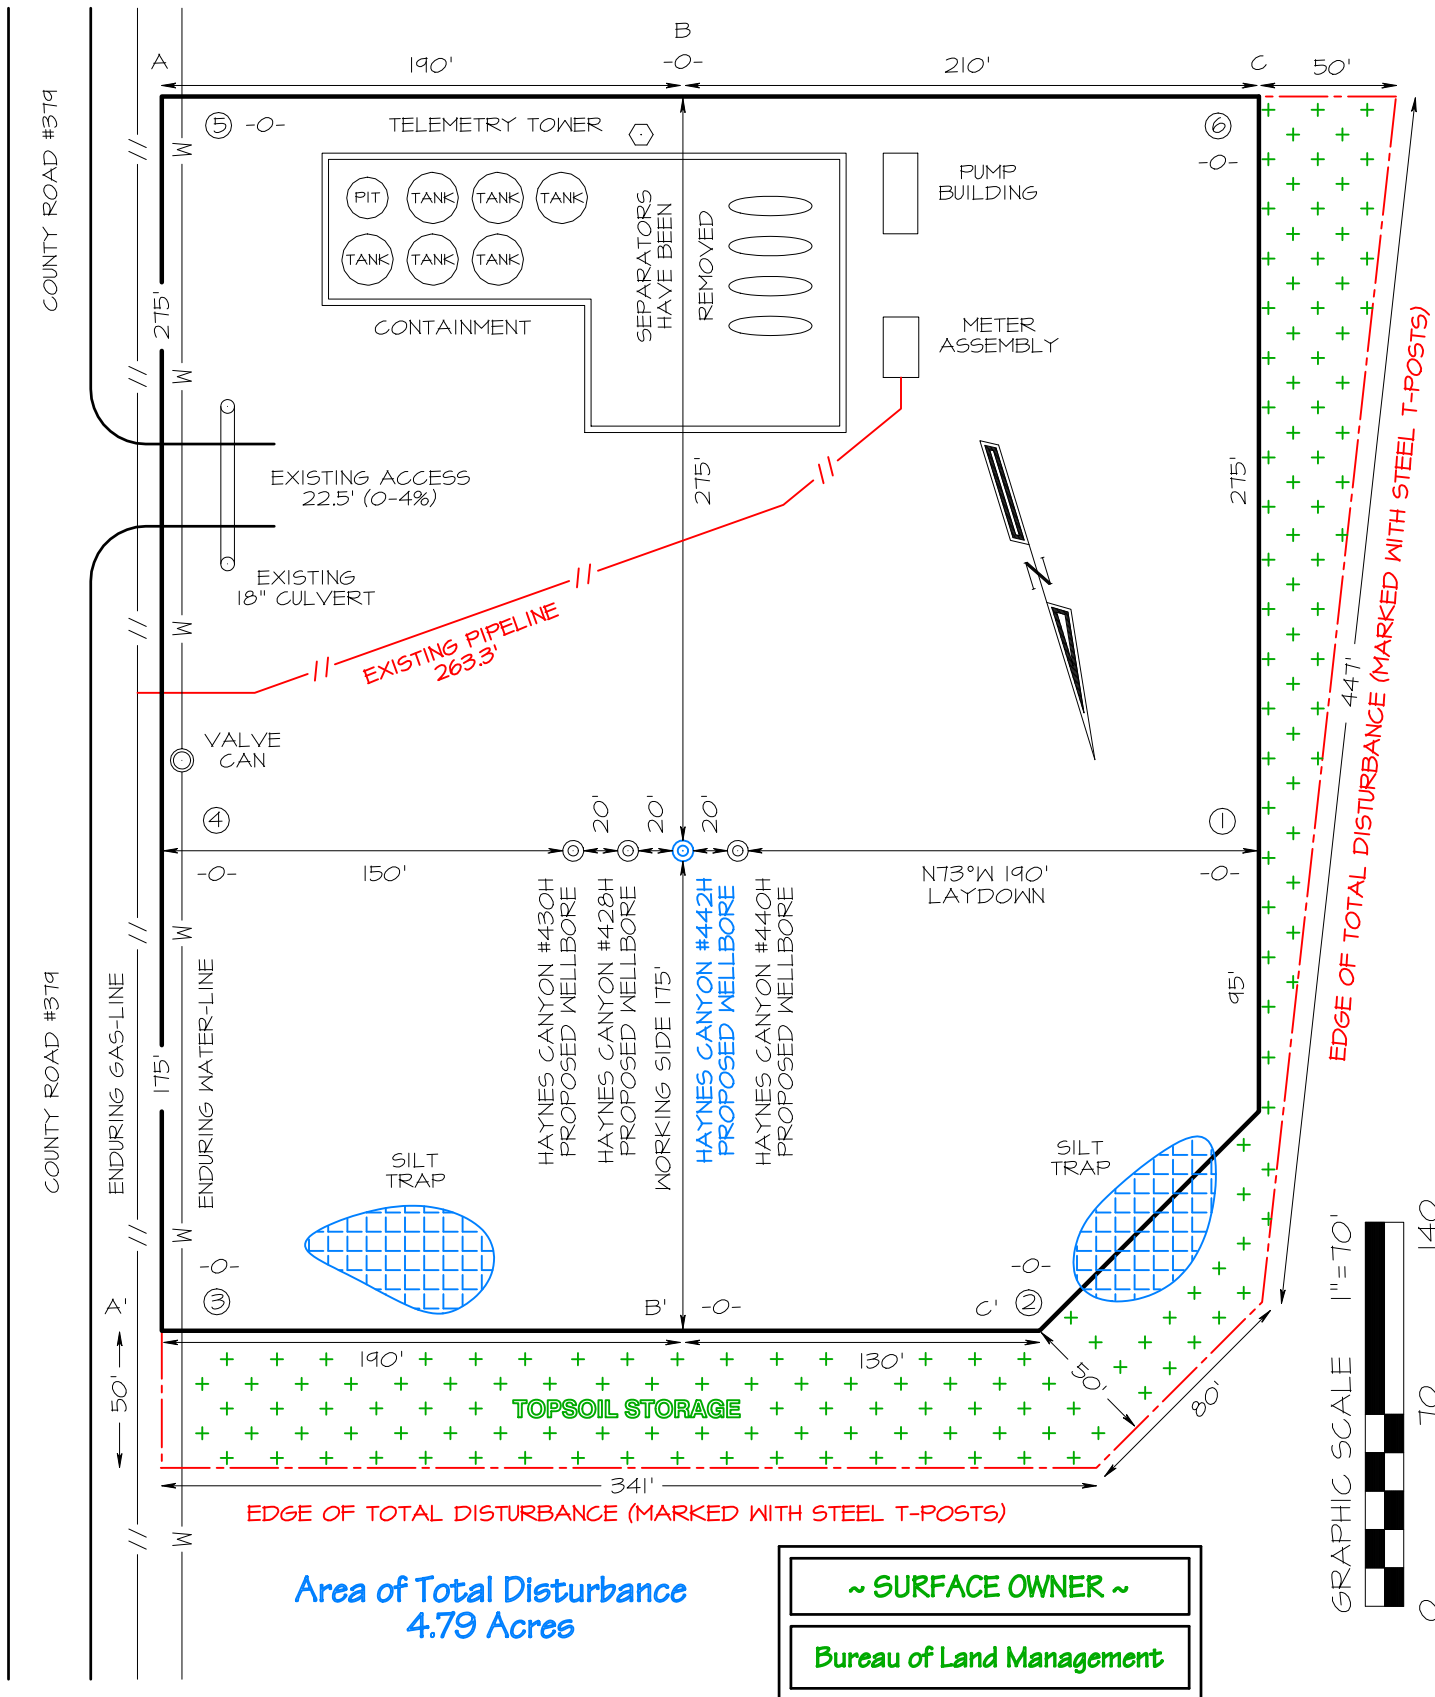 A
190'
B
-0-
210'
C
50'
COUNTY ROAD #379
5 -0-
TELEMETRY TOWER
6
-0-
M
PIT
TANK
TANK
TANK
TANK
TANK
TANK
SEPARATORS
HAVE BEEN
REMOVED
PUMP
BUILDING
CONTAINMENT
METER
ASSEMBLY
275'
M
EXISTING ACCESS
22.5' (0-4%)
275'
275'
EXISTING
18" CULVERT
N
M
EXISTING PIPELINE
263.3'
447'
EDGE OF TOTAL DISTURBANCE (MARKED WITH STEEL T-POSTS)
VALVE
CAN
4
20'
20'
20'
1
-0-
150'
N73°W 190'
LAYDOWN
-0-
HAYNES CANYON #430H
PROPOSED WELLBORE
HAYNES CANYON #428H
PROPOSED WELLBORE
WORKING SIDE 175'
HAYNES CANYON #442H
PROPOSED WELLBORE
HAYNES CANYON #440H
PROPOSED WELLBORE
M
95'
COUNTY ROAD #379
ENDURING GAS-LINE
175'
ENDURING WATER-LINE
SILT
TRAP
SILT
TRAP
M
-0-
3
-0-
2
A'
B'
-0-
C'
190'
130'
50'
50'
80'
TOPSOIL STORAGE
341'
EDGE OF TOTAL DISTURBANCE (MARKED WITH STEEL T-POSTS)
M
GRAPHIC SCALE 1"=70'
0
70
140
Area of Total Disturbance
4.79 Acres
~ SURFACE OWNER ~
Bureau of Land Management